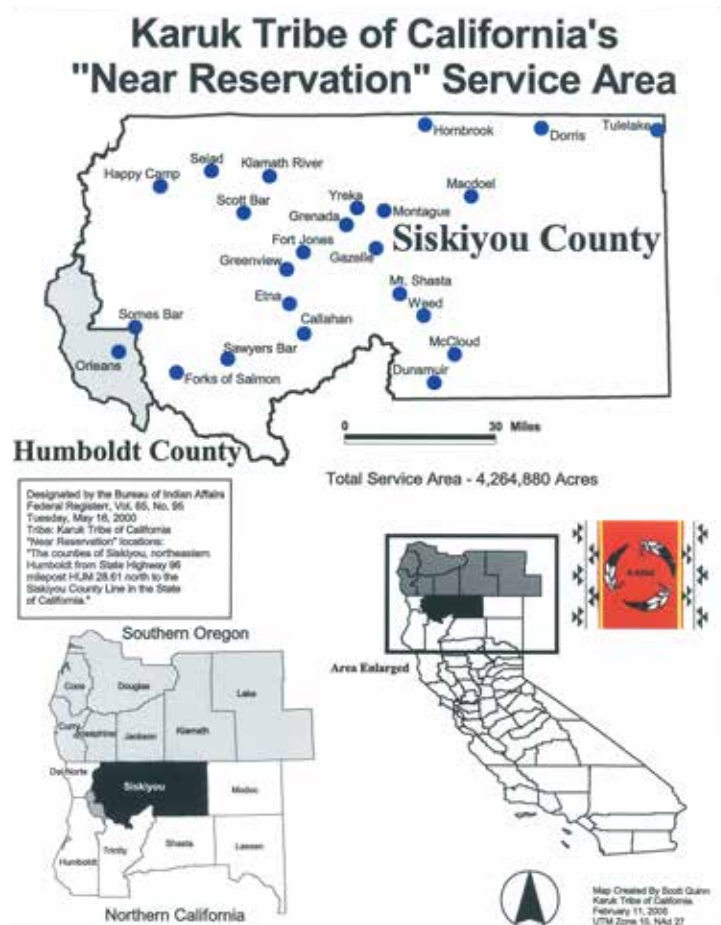 Karuk Tribe of California's
"Near Reservation" Service Area
Hornbrook
Dorris
Tulelake
Seiad
Klamath River
Happy Camp
Macdoel
Scott Bar
Yreka
Montague
Grenada
Siskiyou County
Fort Jones
Gazelle
Greenview
Mt. Shasta
Etna
Weed
Somes Bar
Callahan
McCloud
Orleans
Sawyers Bar
Dunsmuir
Forks of Salmon
0 30 Miles
Humboldt County
Total Service Area - 4,264,880 Acres
Designated by the Bureau of Indian Affairs
Federal Registerr, Vol. 65, No. 95
Tuesday, May 16, 2000
Tribe: Karuk Tribe of California
"Near Reservation" locations:
"The counties of Siskiyou, northeastern
Humboldt from State Highway 96
milepost HUM 28.61 north to the
Siskiyou County Line in the State
of California."
Area Enlarged
Southern Oregon
Coos
Douglas
Lake
Curry
Josephine
Jackson
Klamath
Del Norte
Siskiyou
Modoc
Humboldt
Trinity
Shasta
Lassen
Northern California
Map Created By Scott Quinn
Karuk Tribe of California
UTM Zone 10, NAd 27